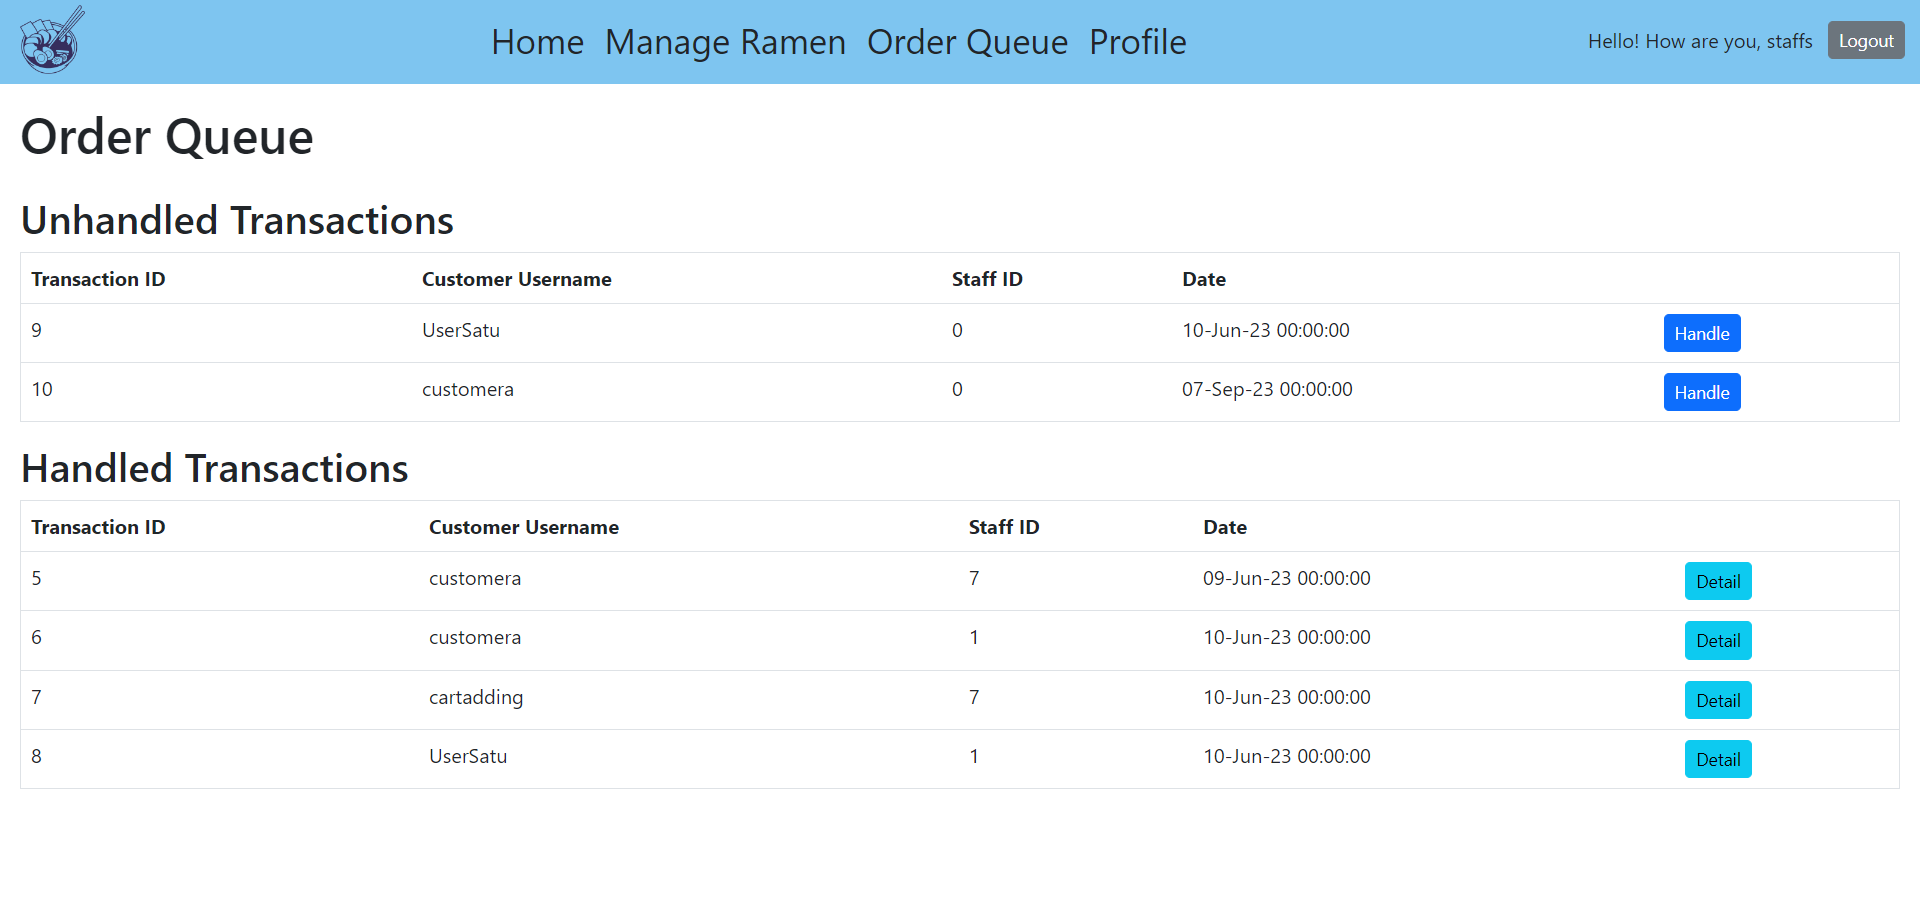 Home Manage Ramen Order Queue Profile Hello! How are you, staffs Logout
Order Queue
Unhandled Transactions
Transaction ID Customer Username Staff ID Date
9 UserSatu 0 10-Jun-23 00:00:00 Handle
10 customera 0 07-Sep-23 00:00:00 Handle
Handled Transactions
Transaction ID Customer Username Staff ID Date
5 customera 7 09-Jun-23 00:00:00 Detail
6 customera 1 10-Jun-23 00:00:00 Detail
7 cartadding 7 10-Jun-23 00:00:00 Detail
8 UserSatu 1 10-Jun-23 00:00:00 Detail